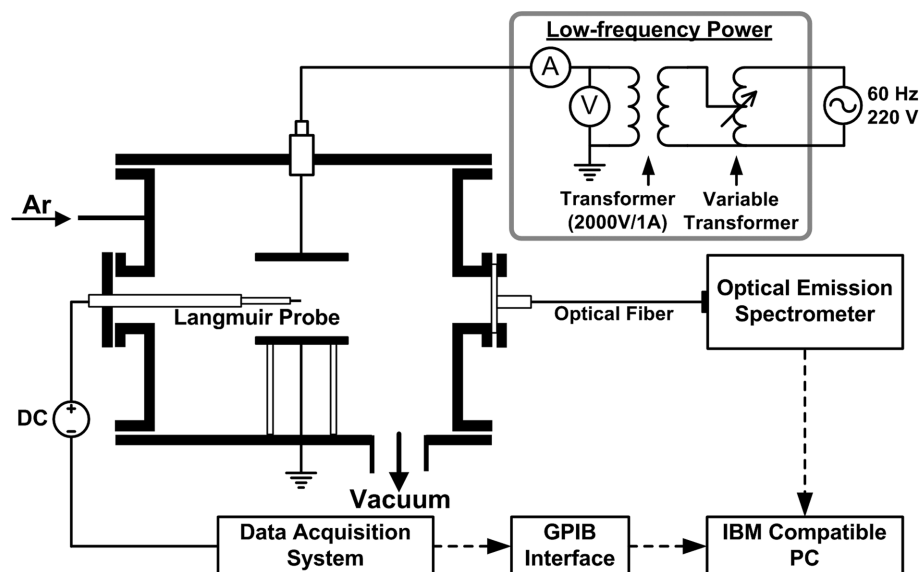 Low-frequency Power
A
V
60 Hz
220 V
Transformer
(2000V/1A)
Variable
Transformer
Ar
Langmuir Probe
Optical Fiber
Optical Emission
Spectrometer
DC
Vacuum
Data Acquisition
System
GPIB
Interface
IBM Compatible
PC